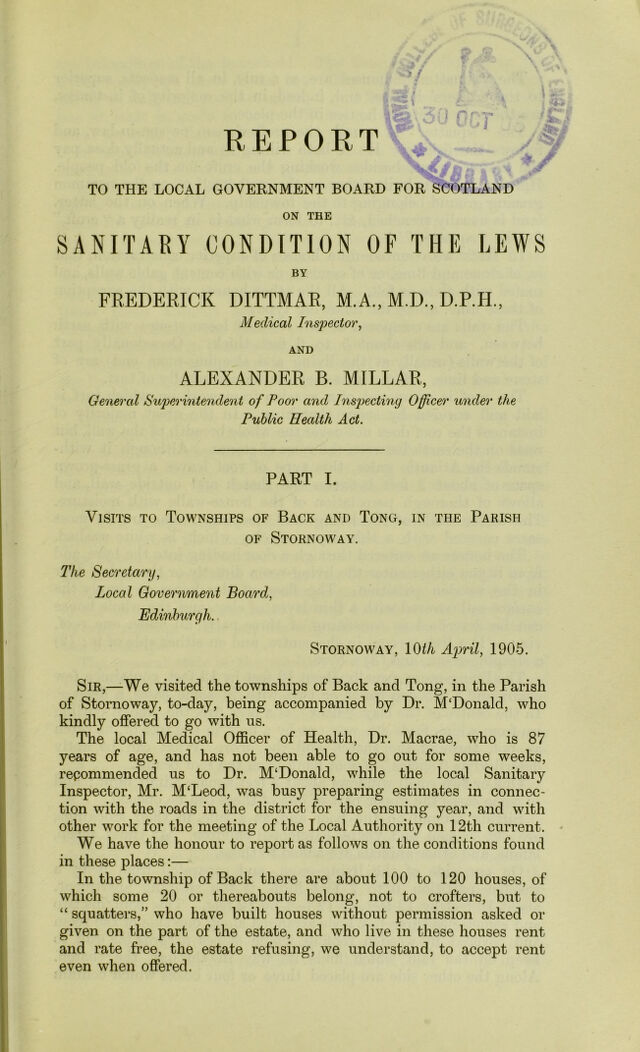 ROYAL COLLEGE OF SURGEONS OF ENGLAND
30 OCT 05
* LIBRARY *
REPORT
TO THE LOCAL GOVERNMENT BOARD FOR SCOTLAND
ON THE
SANITARY CONDITION OF THE LEWS
BY
FREDERICK DITTMAR, M.A., M.D., D.P.H.,
Medical Inspector,
AND
ALEXANDER B. MILLAR,
General Superintendent of Poor and Inspecting Officer under the
Public Health Act.
PART I.
VISITS TO TOWNSHIPS OF BACK AND TONG, IN THE PARISH
OF STORNOWAY.
The Secretary,
Local Government Board,
Edinburgh.
STORNOWAY, 10th April, 1905.
SIR,—We visited the townships of Back and Tong, in the Parish
of Stornoway, to-day, being accompanied by Dr. M‘Donald, who
kindly offered to go with us.
The local Medical Officer of Health, Dr. Macrae, who is 87
years of age, and has not been able to go out for some weeks,
recommended us to Dr. M‘Donald, while the local Sanitary
Inspector, Mr. M‘Leod, was busy preparing estimates in connec-
tion with the roads in the district for the ensuing year, and with
other work for the meeting of the Local Authority on 12th current.
We have the honour to report as follows on the conditions found
in these places:—
In the township of Back there are about 100 to 120 houses, of
which some 20 or thereabouts belong, not to crofters, but to
“squatters,” who have built houses without permission asked or
given on the part of the estate, and who live in these houses rent
and rate free, the estate refusing, we understand, to accept rent
even when offered.